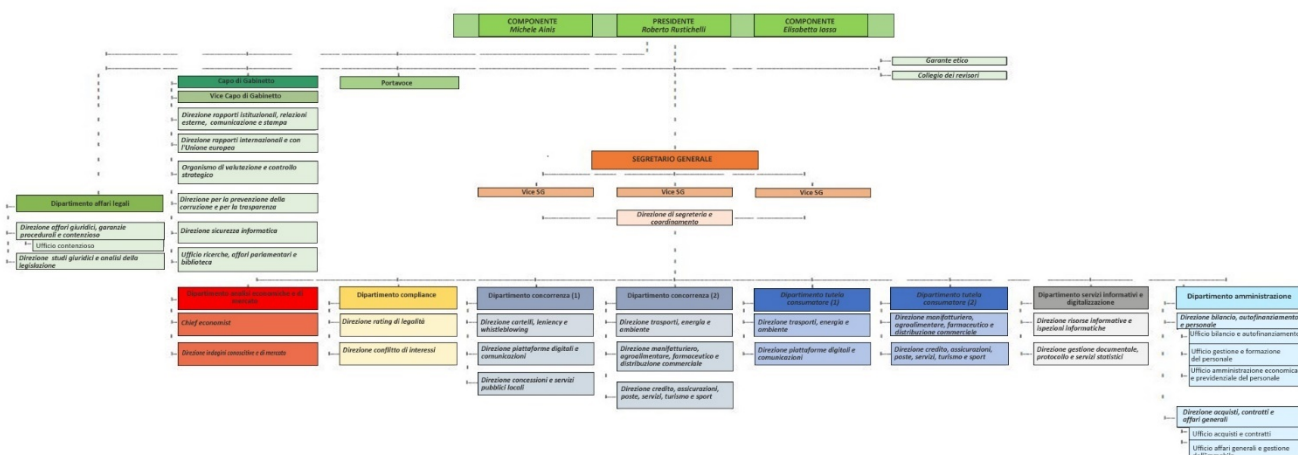 COMPONENTE
Michele Ainis
PRESIDENTE
Roberto Rustichelli
COMPONENTE
Elisabetta Iossa
Garante etico
Collegio dei revisori
Capo di Gabinetto
Portavoce
Vice Capo di Gabinetto
Direzione rapporti istituzionali, relazioni
esterne, comunicazione e stampa
Direzione rapporti internazionali e con
l'Unione europea
Organismo di valutazione e controllo
strategico
Direzione per la prevenzione della
corruzione e per la trasparenza
Direzione sicurezza informatica
Ufficio ricerche, affari parlamentari e
biblioteca
Dipartimento affari legali
Direzione affari giuridici, garanzie
procedurali e contenzioso
Ufficio contenzioso
Direzione studi giuridici e analisi della
legislazione
SEGRETARIO GENERALE
Vice SG
Vice SG
Vice SG
Direzione di segreteria e
coordinamento
Dipartimento analisi economiche e di
mercato
Chief economist
Direzione indagini conoscitive e di mercato
Dipartimento compliance
Direzione rating di legalità
Direzione conflitto di interessi
Dipartimento concorrenza (1)
Direzione cartelli, leniency e
whistleblowing
Direzione piattaforme digitali e
comunicazioni
Direzione concessioni e servizi
pubblici locali
Dipartimento concorrenza (2)
Direzione trasporti, energia e
ambiente
Direzione manifatturiero,
agroalimentare, farmaceutico e
distribuzione commerciale
Direzione credito, assicurazioni,
poste, servizi, turismo e sport
Dipartimento tutela
consumatore (1)
Direzione trasporti, energia e
ambiente
Direzione piattaforme digitali e
comunicazioni
Dipartimento tutela
consumatore (2)
Direzione manifatturiero,
agroalimentare, farmaceutico e
distribuzione commerciale
Direzione credito, assicurazioni,
poste, servizi, turismo e sport
Dipartimento servizi informativi e
digitalizzazione
Direzione risorse informative e
ispezioni informatiche
Direzione gestione documentale,
protocollo e servizi statistici
Dipartimento amministrazione
Direzione bilancio, autofinanziamento
e personale
Ufficio bilancio e autofinanziamento
Ufficio gestione e formazione
del personale
Ufficio amministrazione economica
e previdenziale del personale
Direzione acquisti, contratti e
affari generali
Ufficio acquisti e contratti
Ufficio affari generali e gestione